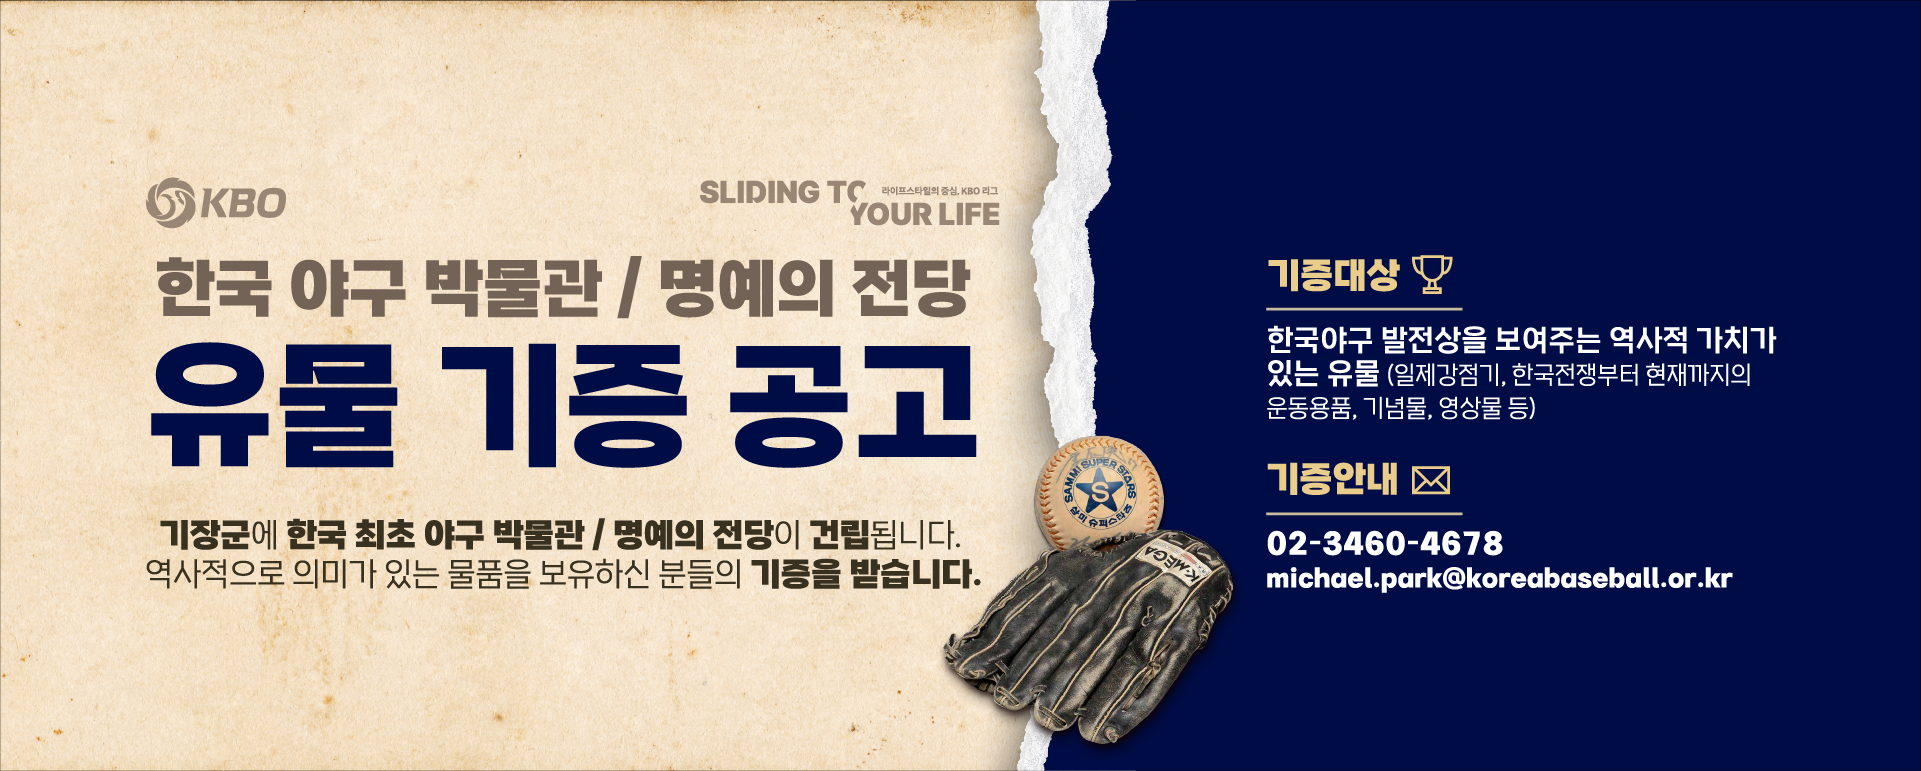 KBO
SLIDING TO
라이프스타일의 중심, KBO 리그
YOUR LIFE
한국 야구 박물관 / 명예의 전당
유물 기증 공고
기장군에 한국 최초 야구 박물관 / 명예의 전당이 건립됩니다.
역사적으로 의미가 있는 물품을 보유하신 분들의 기증을 받습니다.
SAMMI SUPER STARS
S
삼미 슈퍼스타즈
K-MEGA
기증대상
한국야구 발전상을 보여주는 역사적 가치가
있는 유물 (일제강점기, 한국전쟁부터 현재까지의
운동용품, 기념물, 영상물 등)
기증안내
02-3460-4678
michael.park@koreabaseball.or.kr